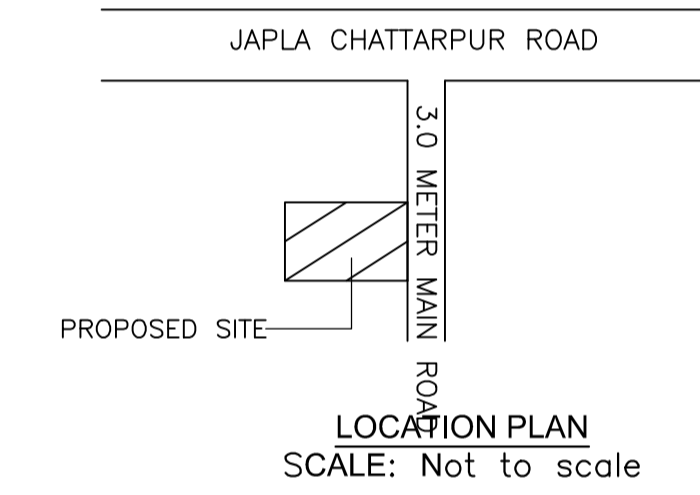 JAPLA CHATTARPUR ROAD
3.0 METER MAIN ROAD
PROPOSED SITE
LOCATION PLAN
SCALE: Not to scale